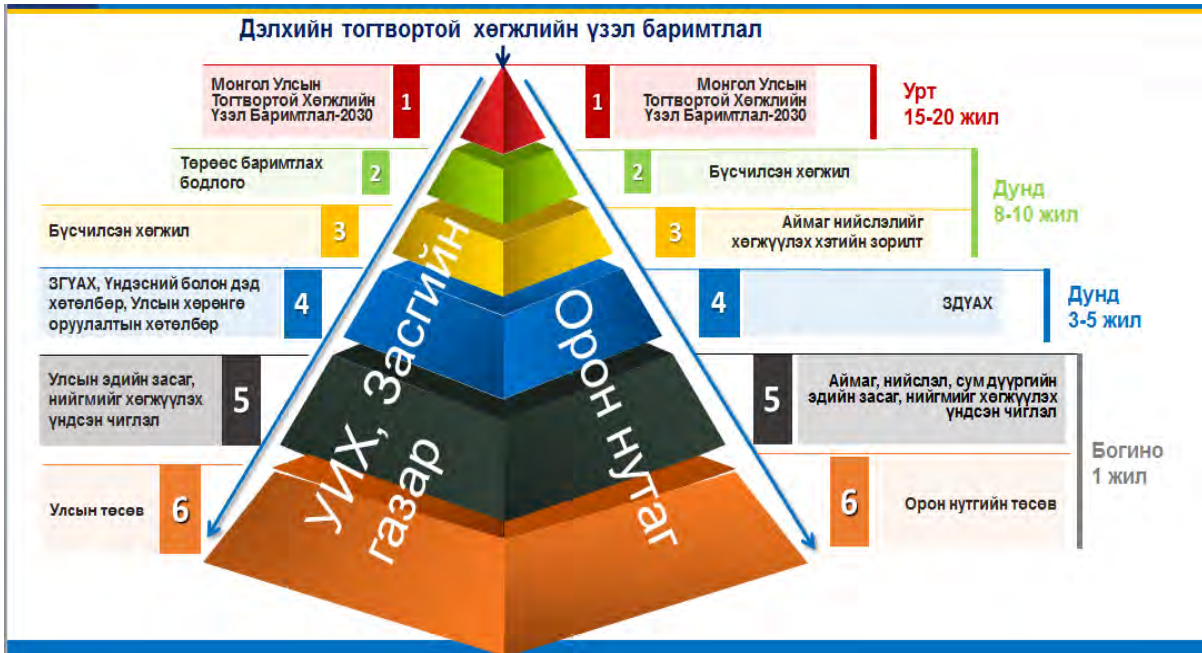 Дэлхийн тогтвортой хөгжлийн үзэл баримтлал
Монгол Улсын
Тогтвортой Хөгжлийн
Үзэл Баримтлал-2030
1
1
Монгол Улсын
Тогтвортой Хөгжлийн
Үзэл Баримтлал-2030
Урт
15-20 жил
Төрөөс баримтлах
бодлого
2
2
Бүсчилсэн хөгжил
Дунд
8-10 жил
Бүсчилсэн хөгжил
3
3
Аймаг нийслэлийг
хөгжүүлэх хэтийн зорилт
ЗГҮАХ, Үндэсний болон дэд
хөтөлбөр, Улсын хөрөнгө
оруулалтын хөтөлбөр
4
4
ЗДҮАХ
Дунд
3-5 жил
Улсын эдийн засаг,
нийгмийг хөгжүүлэх
үндсэн чиглэл
5
5
Аймаг, нийслэл, сум дүүргийн
эдийн засаг, нийгмийг хөгжүүлэх
үндсэн чиглэл
Богино
1 жил
Улсын төсөв
6
6
Орон нутгийн төсөв
УИХ, Засгийн
газар
Орон нутаг